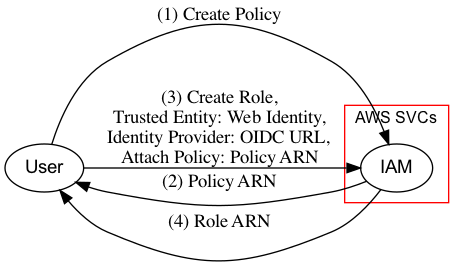 (1) Create Policy
(3) Create Role,
Trusted Entity: Web Identity,
Identity Provider: OIDC URL,
Attach Policy: Policy ARN
AWS SVCs
User
IAM
(2) Policy ARN
(4) Role ARN